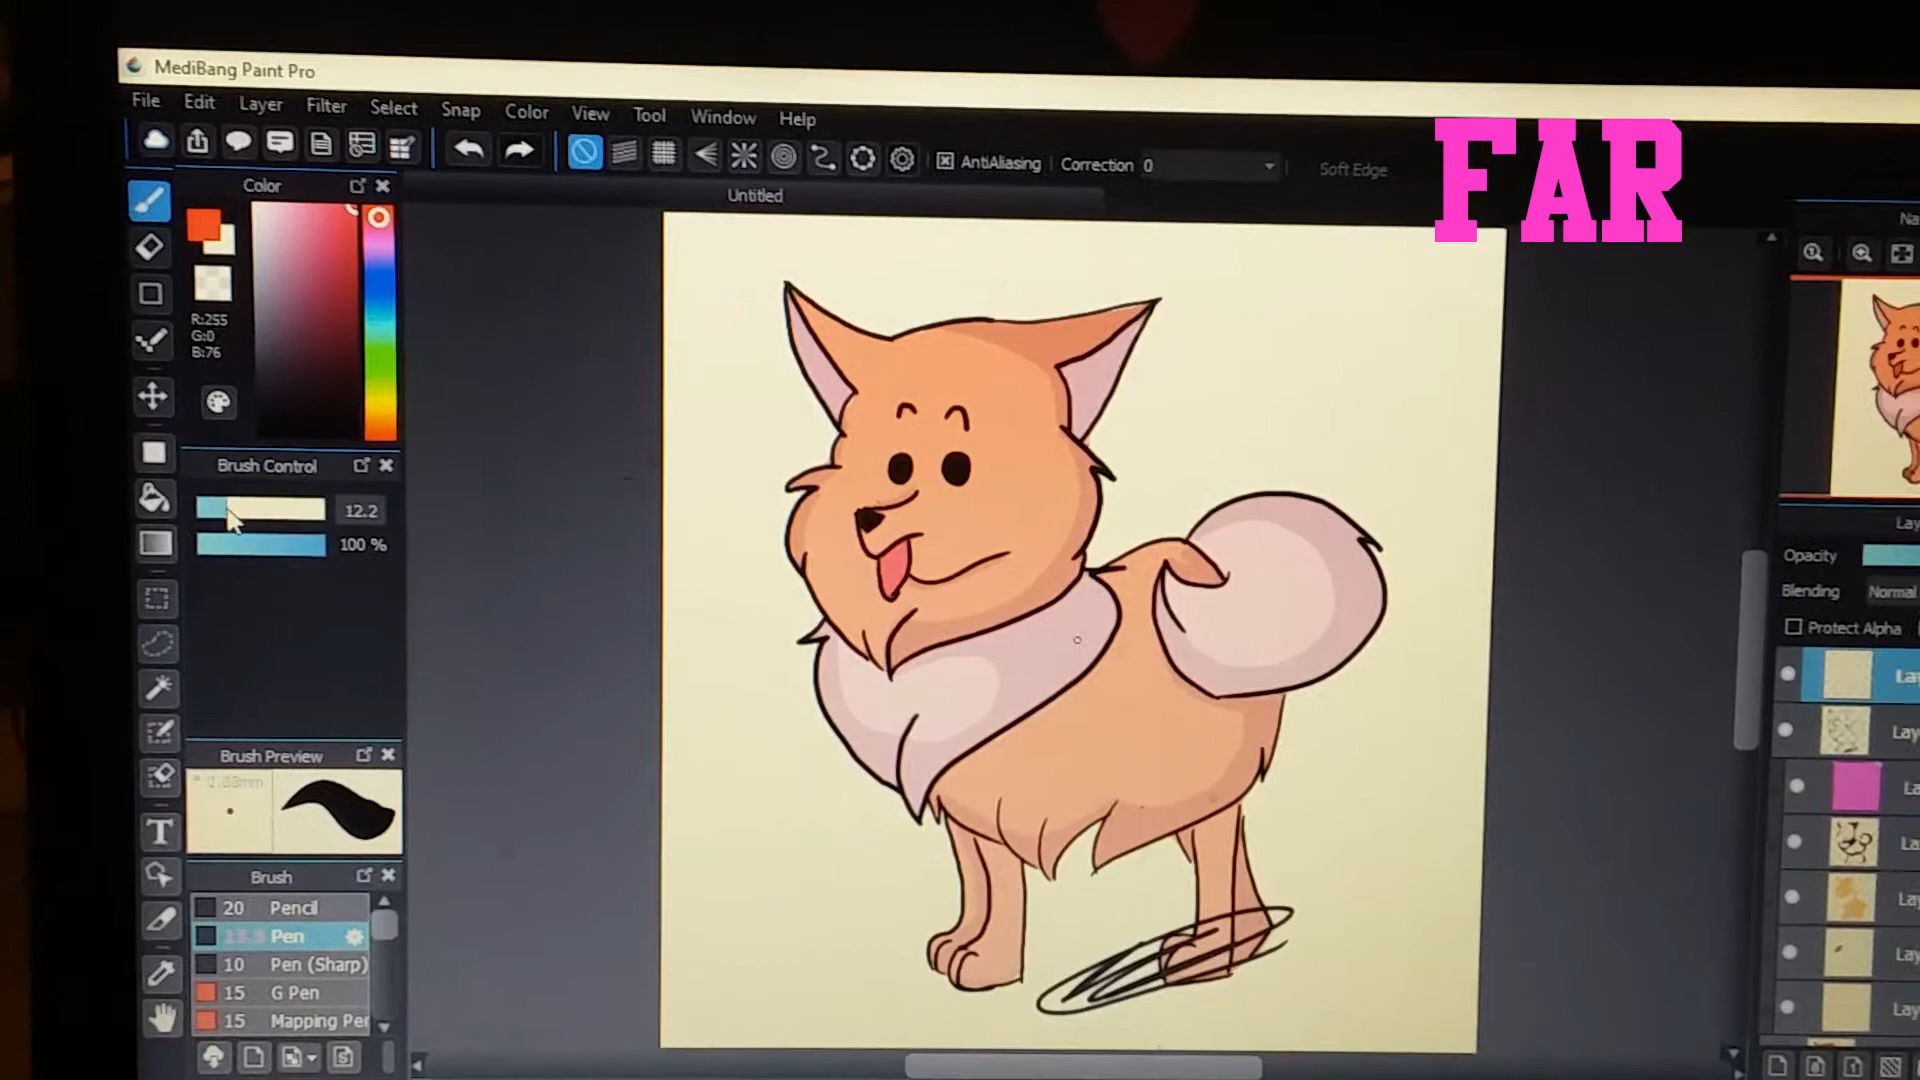 MediBang Paint Pro
File Edit Layer Filter Select Snap Color View Tool Window Help
FAR
AntiAliasing Correction 0 Soft Edge
Color
Untitled
R:255
G:0
B:76
Brush Control
12.2
100 %
Opacity
Blending Normal
Protect Alpha
Brush Preview
Brush
20 Pencil
Pen
10 Pen (Sharp)
15 G Pen
15 Mapping Pe